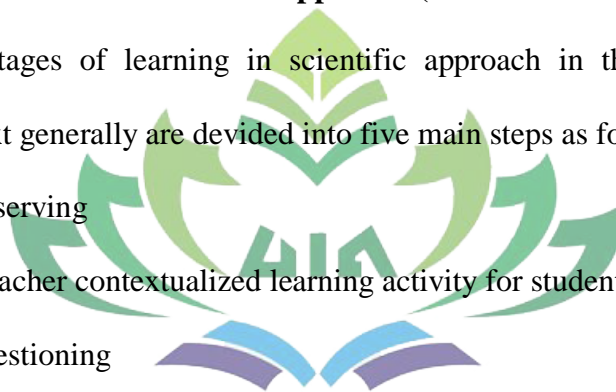 tages of learning in scientific approach in th
t generally are devided into five main steps as fo
serving
acher contextualized learning activity for student
estioning